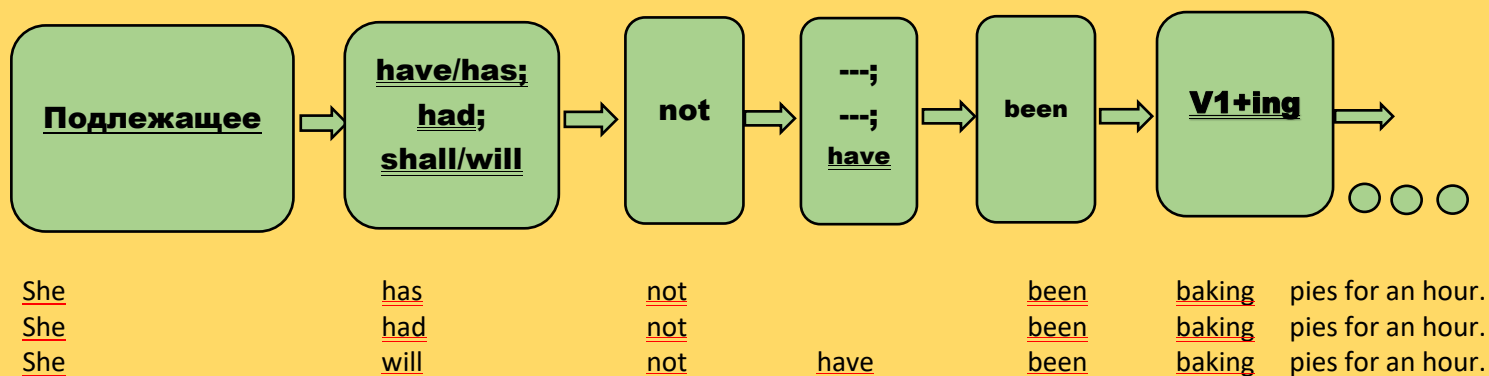 Подлежащее
have/has;
had;
shall/will
not
---;
---;
have
been
V1+ing
She has not been baking pies for an hour.
She had not been baking pies for an hour.
She will not have been baking pies for an hour.